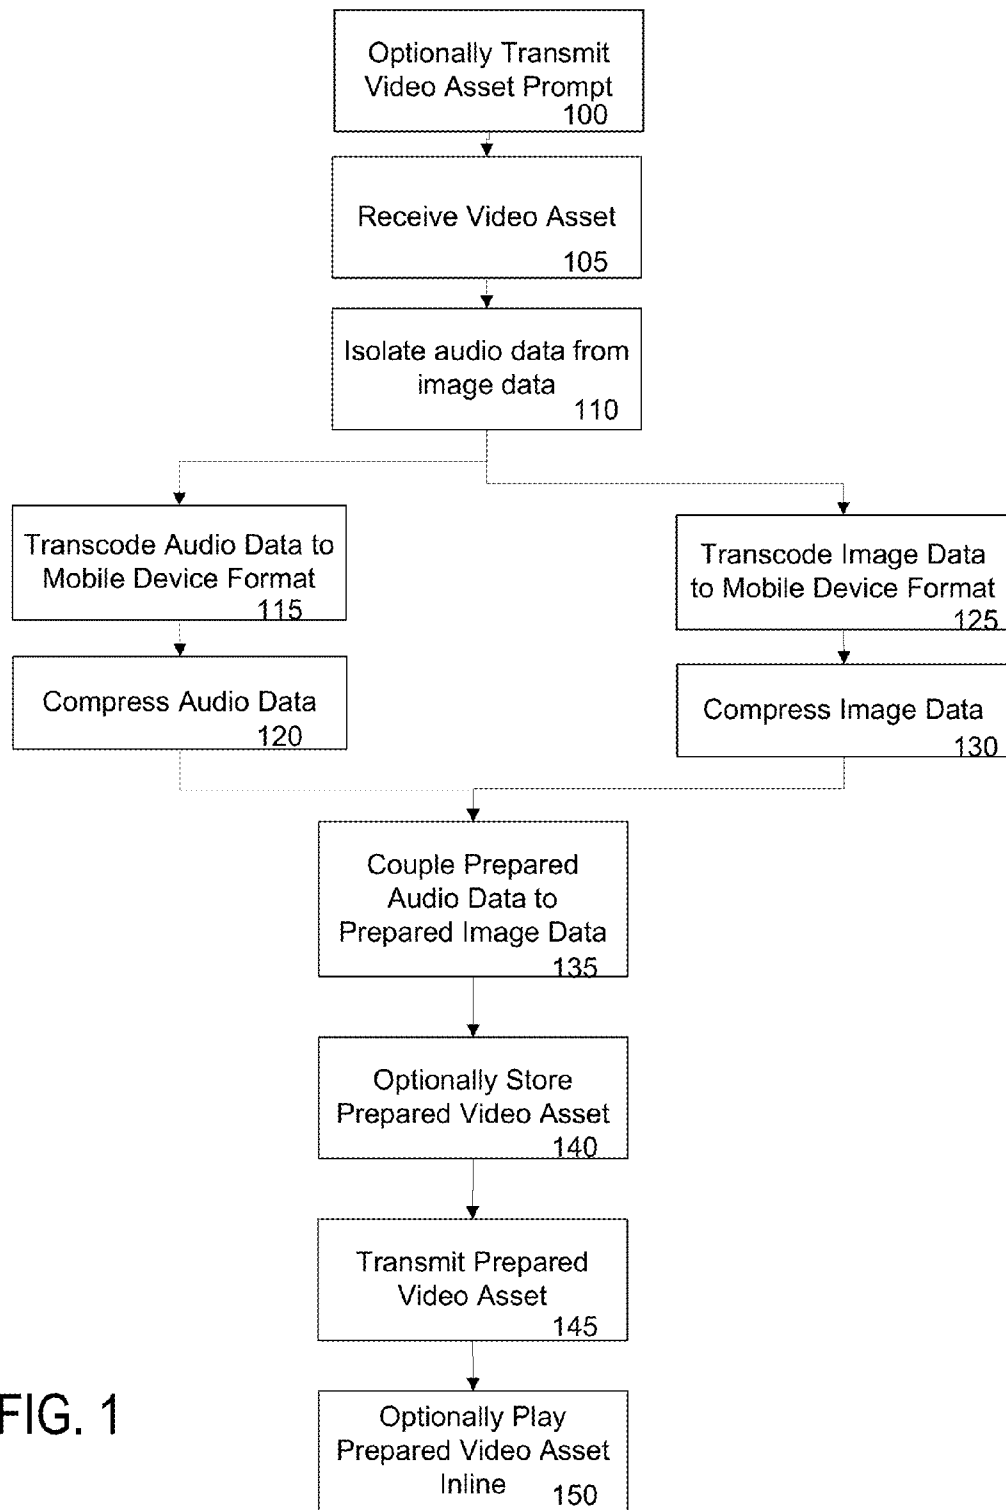 Optionally Transmit
Video Asset Prompt
100
Receive Video Asset
105
Isolate audio data from
image data
110
Transcode Audio Data to
Mobile Device Format
115
Compress Audio Data
120
Transcode Image Data
to Mobile Device Format
125
Compress Image Data
130
Couple Prepared
Audio Data to
Prepared Image Data
135
Optionally Store
Prepared Video Asset
140
Transmit Prepared
Video Asset
145
Optionally Play
Prepared Video Asset
Inline
150
FIG. 1